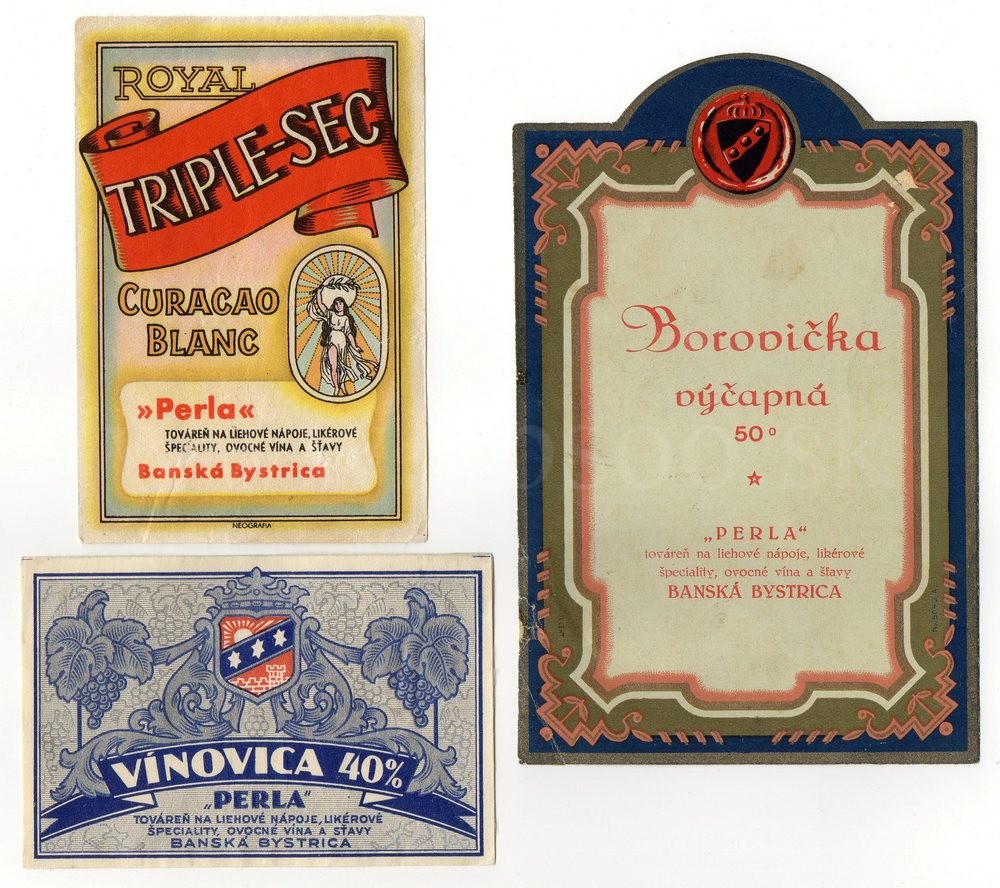 ROYAL
TRIPLE-SEC
CURACAO
BLANC
»Perla«
TOVÁREŇ NA LIEHOVÉ NÁPOJE, LIKÉROVÉ
ŠPECIALITY, OVOCNÉ VÍNA A ŠŤAVY
Banská Bystrica
NEOGRAFIA
VÍNOVICA 40%
„PERLA“
TOVÁREŇ NA LIEHOVÉ NÁPOJE, LIKÉROVÉ
ŠPECIALITY, OVOCNÉ VÍNA A ŠŤAVY
BANSKÁ BYSTRICA
Borovička
výčapná
50°
„PERLA“
továreň na liehové nápoje, likérové
špeciality, ovocné vína a šťavy
BANSKÁ BYSTRICA